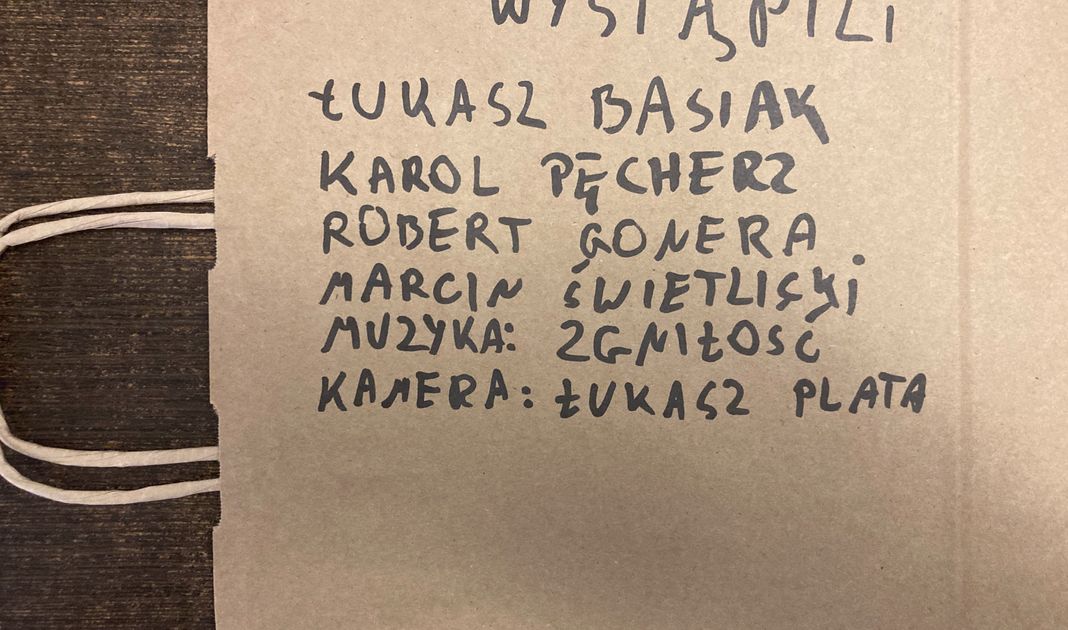 WYSTĄPILI
ŁUKASZ BASIAK
KAROL PĘCHERZ
ROBERT GONERA
MARCIN ŚWIETLICKI
MUZYKA: ZGNIŁOŚĆ
KAMERA: ŁUKASZ PLATA